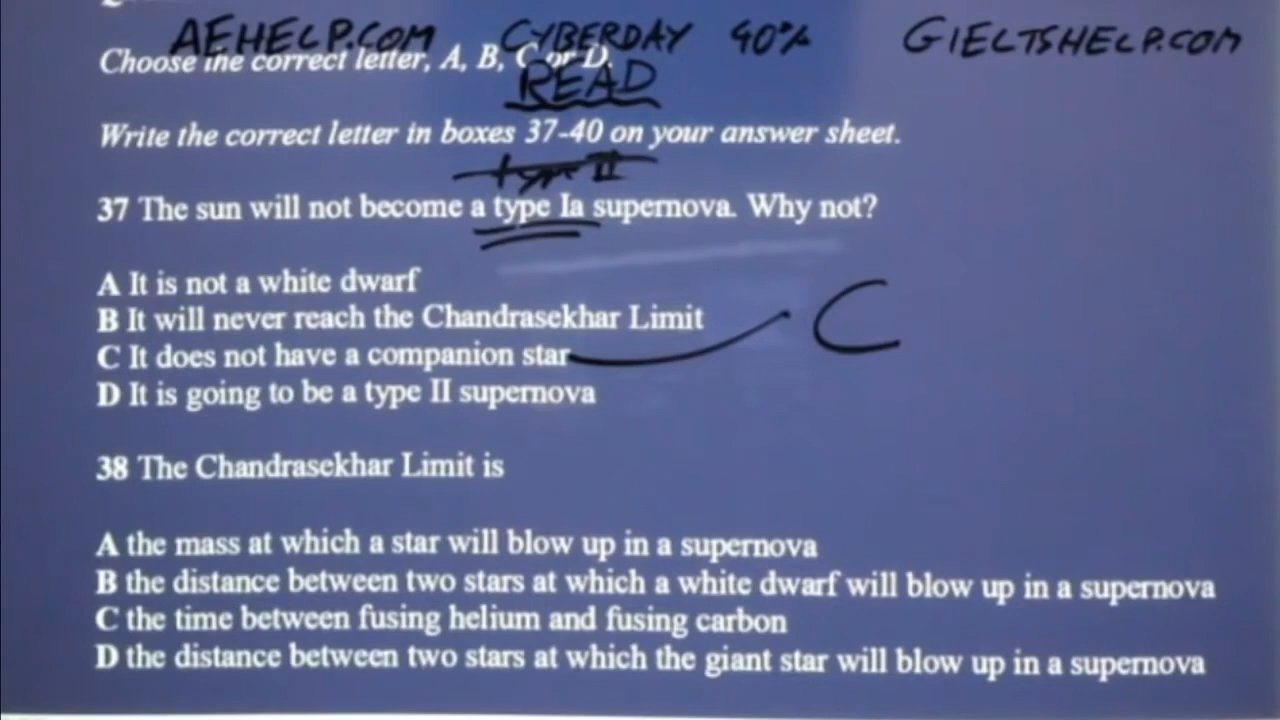 AEHELP.COM CYBERDAY 40% GIELTSHELP.COM
Choose the correct letter, A, B, C or D.
READ
Write the correct letter in boxes 37-40 on your answer sheet.
type II
37 The sun will not become a type Ia supernova. Why not?
A It is not a white dwarf
B It will never reach the Chandrasekhar Limit
C It does not have a companion star
C
D It is going to be a type II supernova
38 The Chandrasekhar Limit is
A the mass at which a star will blow up in a supernova
B the distance between two stars at which a white dwarf will blow up in a supernova
C the time between fusing helium and fusing carbon
D the distance between two stars at which the giant star will blow up in a supernova